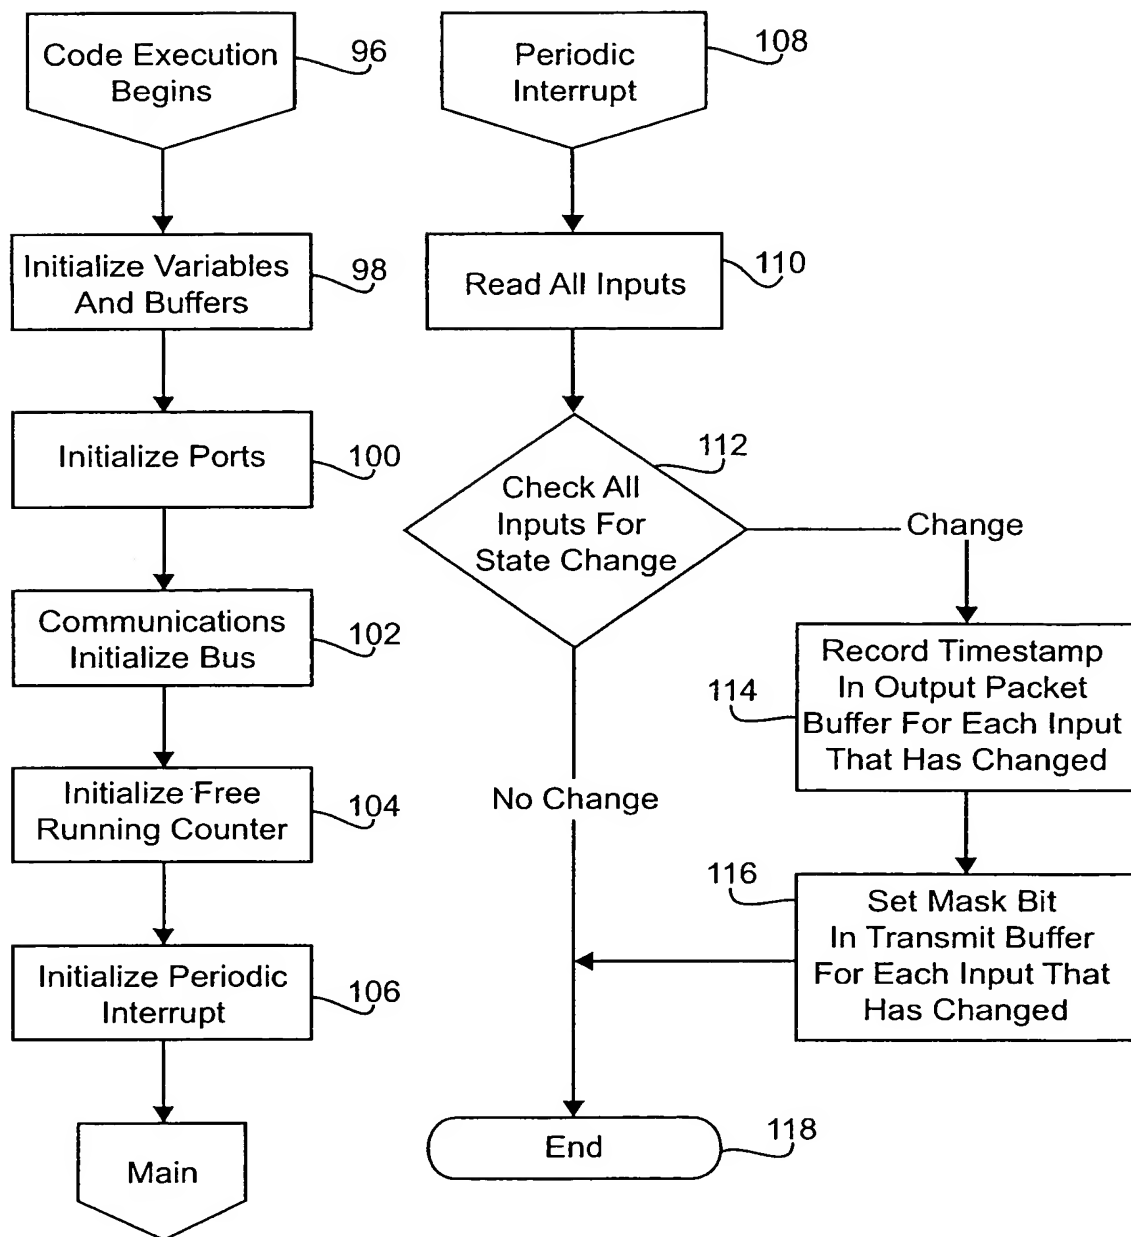 Code Execution
Begins
96
Initialize Variables
And Buffers
98
Initialize Ports
100
Communications
Initialize Bus
102
Initialize Free
Running Counter
104
Initialize Periodic
Interrupt
106
Main
Periodic
Interrupt
108
Read All Inputs
110
Check All
Inputs For
State Change
112
Change
No Change
Record Timestamp
In Output Packet
Buffer For Each Input
That Has Changed
114
Set Mask Bit
In Transmit Buffer
For Each Input That
Has Changed
116
End
118